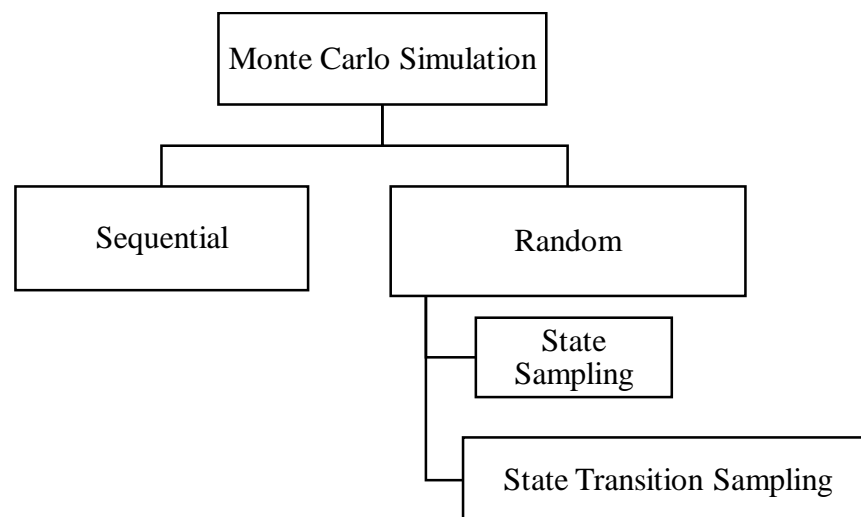 Monte Carlo Simulation
Sequential
Random
State
Sampling
State Transition Sampling